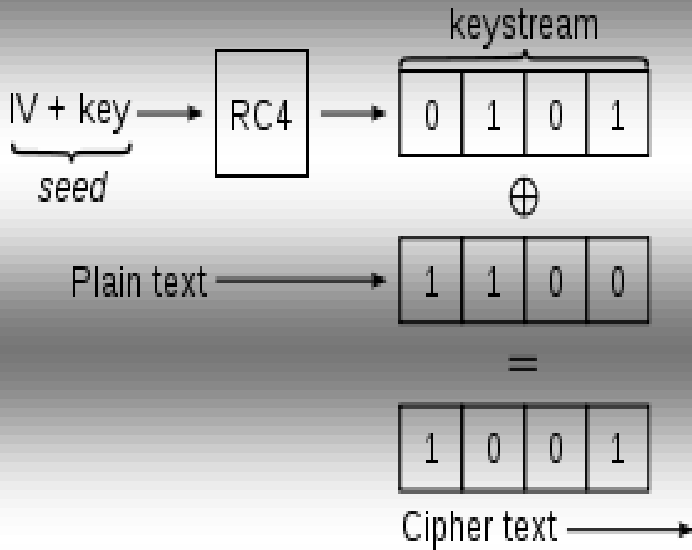 keystream
IV + key RC4 0 1 0 1
seed
⊕
Plain text 1 1 0 0
=
1 0 0 1
Cipher text